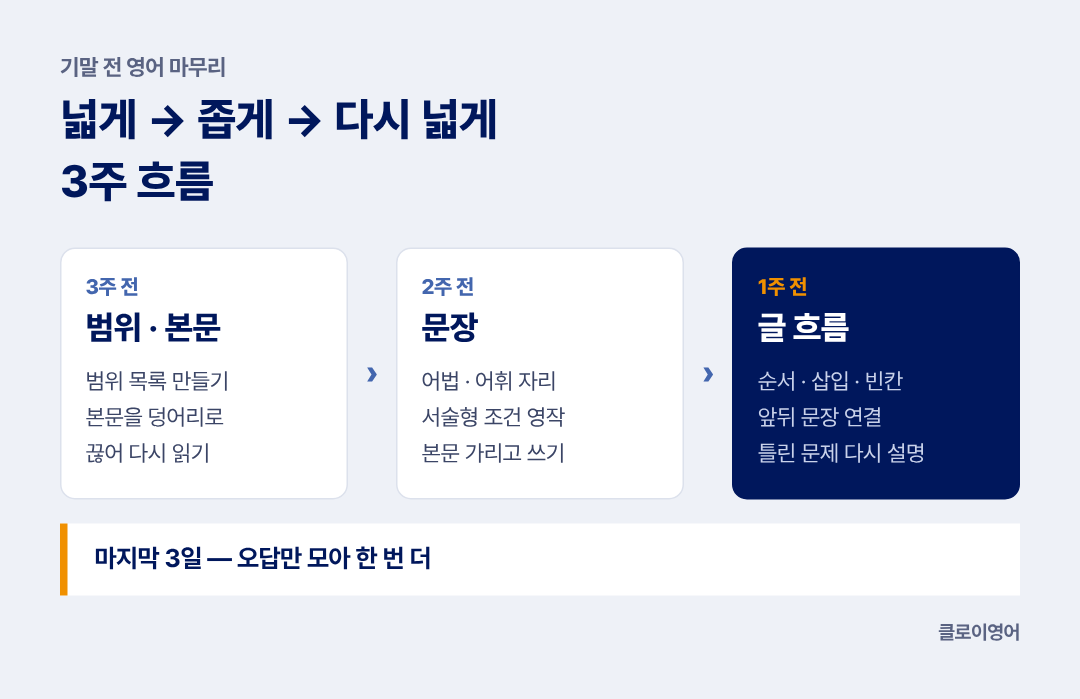 기말 전 영어 마무리
넓게 → 좁게 → 다시 넓게
3주 흐름
3주 전
범위 · 본문
범위 목록 만들기
본문을 덩어리로
끊어 다시 읽기
›
2주 전
문장
어법 · 어휘 자리
서술형 조건 영작
본문 가리고 쓰기
›
1주 전
글 흐름
순서 · 삽입 · 빈칸
앞뒤 문장 연결
틀린 문제 다시 설명
마지막 3일 — 오답만 모아 한 번 더
클로이영어